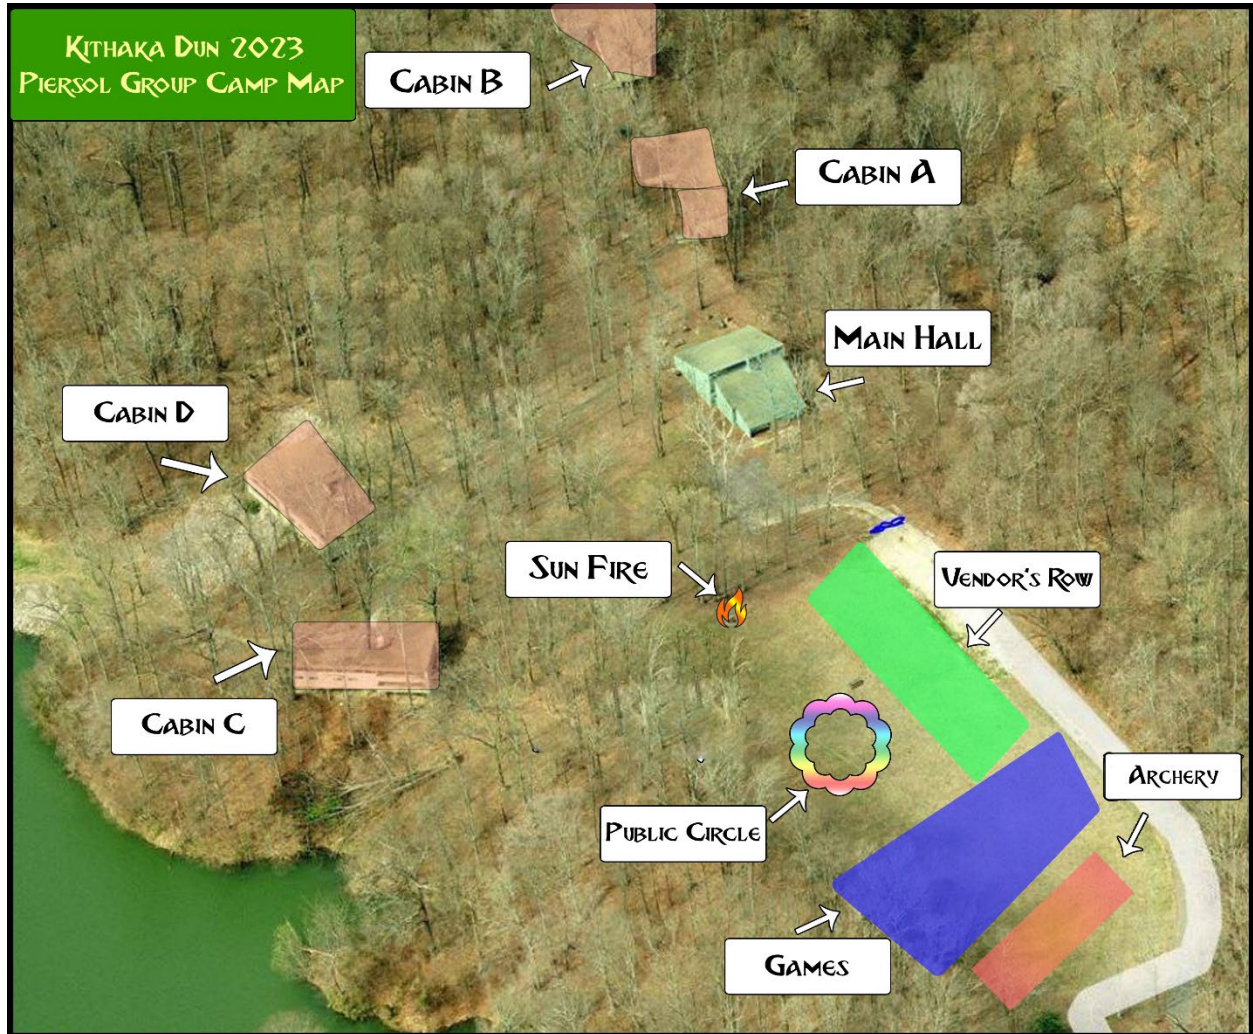 Kithaka Dun 2023
Piersol Group Camp Map
Cabin B
Cabin A
Main Hall
Cabin D
Sun Fire
Vendor's Row
Cabin C
Archery
Public Circle
Games